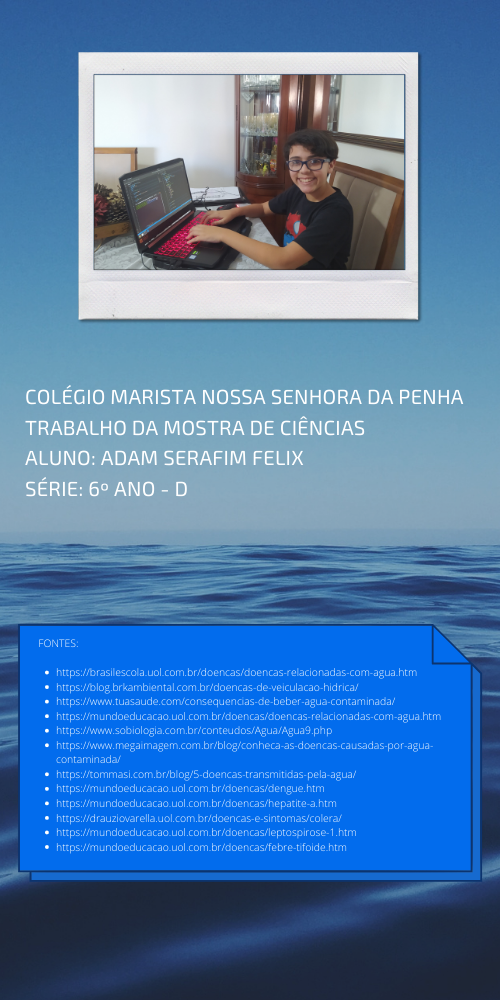 COLÉGIO MARISTA NOSSA SENHORA DA PENHA
TRABALHO DA MOSTRA DE CIÊNCIAS
ALUNO: ADAM SERAFIM FELIX
SÉRIE: 6º ANO - D
FONTES:
https://brasilescola.uol.com.br/doencas/doencas-relacionadas-com-agua.htm
https://blog.brkambiental.com.br/doencas-de-veiculacao-hidrica/
https://www.tuasaude.com/consequencias-de-beber-agua-contaminada/
https://mundoeducacao.uol.com.br/doencas/doencas-relacionadas-com-agua.htm
https://www.sobiologia.com.br/conteudos/Agua/Agua9.php
https://www.megaimagem.com.br/blog/conheca-as-doencas-causadas-por-agua-
contaminada/
https://tommasi.com.br/blog/5-doencas-transmitidas-pela-agua/
https://mundoeducacao.uol.com.br/doencas/dengue.htm
https://mundoeducacao.uol.com.br/doencas/hepatite-a.htm
https://drauziovarella.uol.com.br/doencas-e-sintomas/colera/
https://mundoeducacao.uol.com.br/doencas/leptospirose-1.htm
https://mundoeducacao.uol.com.br/doencas/febre-tifoide.htm